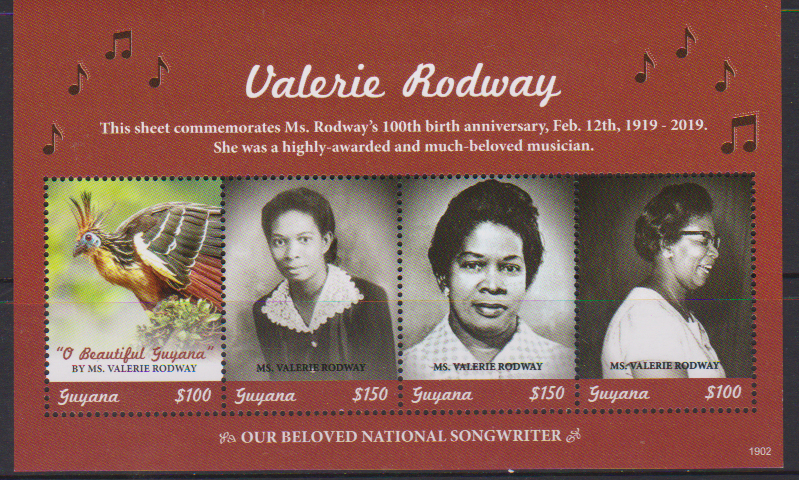 Valerie Rodway
This sheet commemorates Ms. Rodway's 100th birth anniversary, Feb. 12th, 1919 - 2019.
She was a highly-awarded and much-beloved musician.
"O Beautiful Guyana"
BY MS. VALERIE RODWAY
Guyana $100
MS. VALERIE RODWAY
Guyana $150
MS. VALERIE RODWAY
Guyana $150
MS. VALERIE RODWAY
Guyana $100
OUR BELOVED NATIONAL SONGWRITER
1902